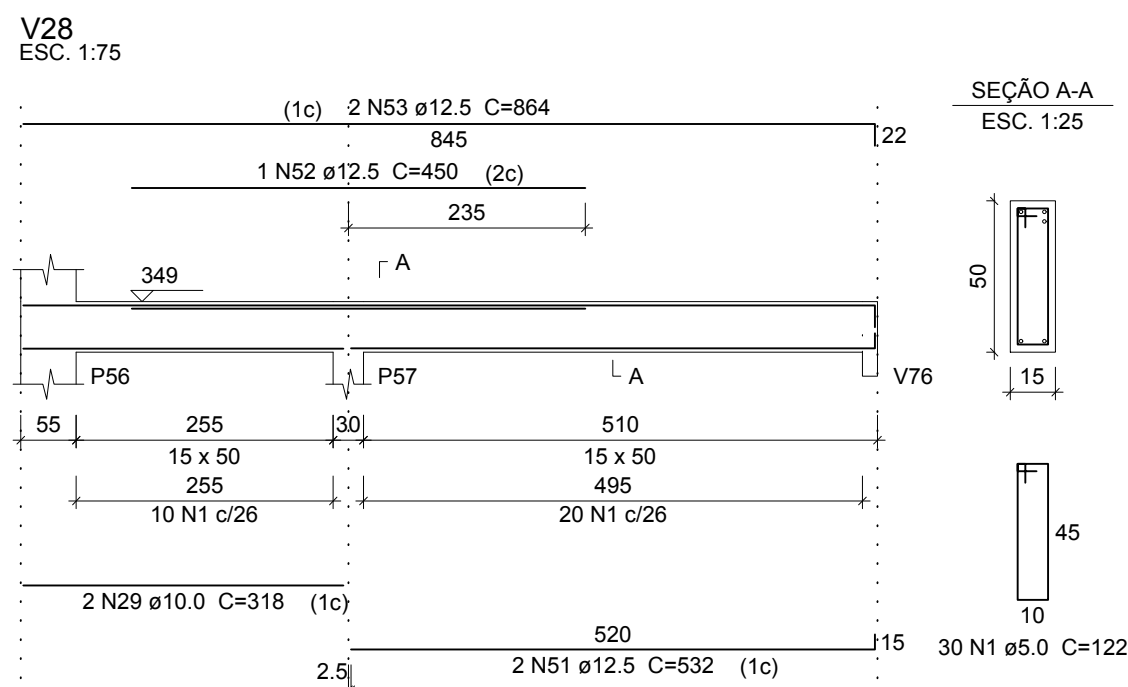 V28
ESC. 1:75
SEÇÃO A-A
ESC. 1:25
(1c) 2 N53 ø12.5 C=864
845
22
1 N52 ø12.5 C=450 (2c)
235
A
349
50
P56
P57
A
V76
15
55
255
30
510
15 x 50
15 x 50
255
495
10 N1 c/26
20 N1 c/26
45
2 N29 ø10.0 C=318 (1c)
10
520
15
30 N1 ø5.0 C=122
2 N51 ø12.5 C=532 (1c)
2.5